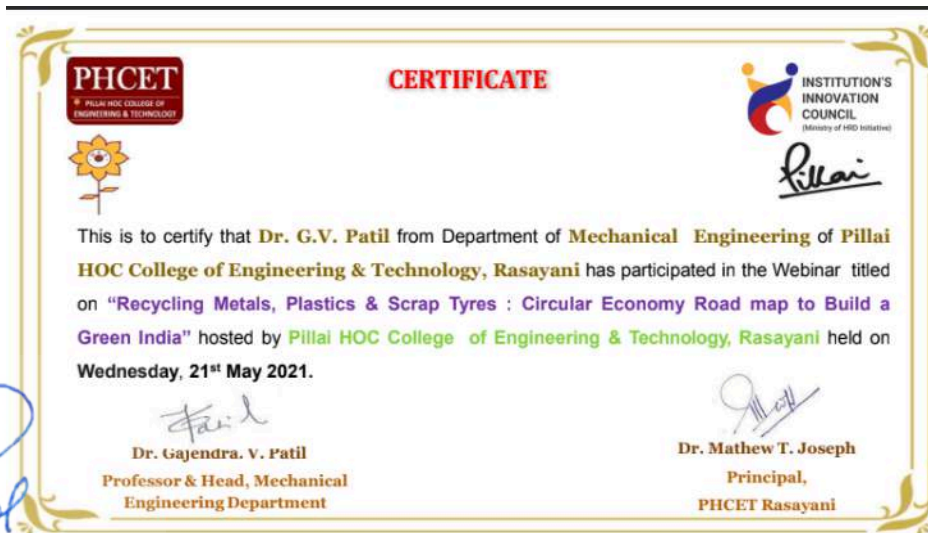 PHCET
PILLAI HOC COLLEGE OF
ENGINEERING & TECHNOLOGY
CERTIFICATE
INSTITUTION'S
INNOVATION
COUNCIL
(Ministry of HRD Initiative)
Pillai
This is to certify that Dr. G.V. Patil from Department of Mechanical Engineering of Pillai
HOC College of Engineering & Technology, Rasayani has participated in the Webinar titled
on “Recycling Metals, Plastics & Scrap Tyres : Circular Economy Road map to Build a
Green India” hosted by Pillai HOC College of Engineering & Technology, Rasayani held on
Wednesday, 21st May 2021.
Dr. Gajendra. V. Patil
Professor & Head, Mechanical
Engineering Department
Dr. Mathew T. Joseph
Principal,
PHCET Rasayani